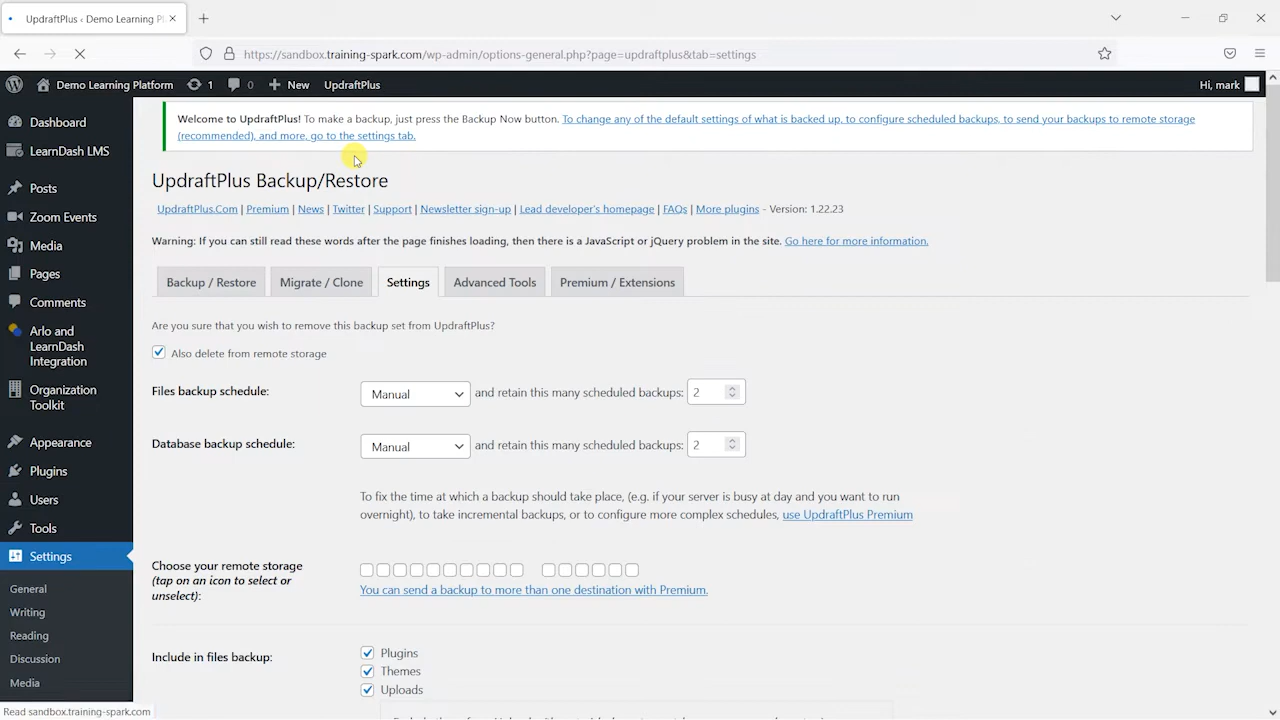 UpdraftPlus ‹ Demo Learning Pl
https://sandbox.training-spark.com/wp-admin/options-general.php?page=updraftplus&tab=settings
Demo Learning Platform
1
0
New
UpdraftPlus
Hi, mark
Dashboard
LearnDash LMS
Posts
Zoom Events
Media
Pages
Comments
Arlo and
LearnDash
Integration
Organization
Toolkit
Appearance
Plugins
Users
Tools
Settings
General
Writing
Reading
Discussion
Media
Read sandbox.training-spark.com
Welcome to UpdraftPlus! To make a backup, just press the Backup Now button. To change any of the default settings of what is backed up, to configure scheduled backups, to send your backups to remote storage
(recommended), and more, go to the settings tab.
UpdraftPlus Backup/Restore
UpdraftPlus.Com | Premium | News | Twitter | Support | Newsletter sign-up | Lead developer's homepage | FAQs | More plugins - Version: 1.22.23
Warning: If you can still read these words after the page finishes loading, then there is a JavaScript or jQuery problem in the site. Go here for more information.
Backup / Restore
Migrate / Clone
Settings
Advanced Tools
Premium / Extensions
Are you sure that you wish to remove this backup set from UpdraftPlus?
Also delete from remote storage
Files backup schedule:
Manual
and retain this many scheduled backups: 2
Database backup schedule:
Manual
and retain this many scheduled backups: 2
To fix the time at which a backup should take place, (e.g. if your server is busy at day and you want to run
overnight), to take incremental backups, or to configure more complex schedules, use UpdraftPlus Premium
Choose your remote storage
(tap on an icon to select or
unselect):
You can send a backup to more than one destination with Premium.
Include in files backup:
Plugins
Themes
Uploads